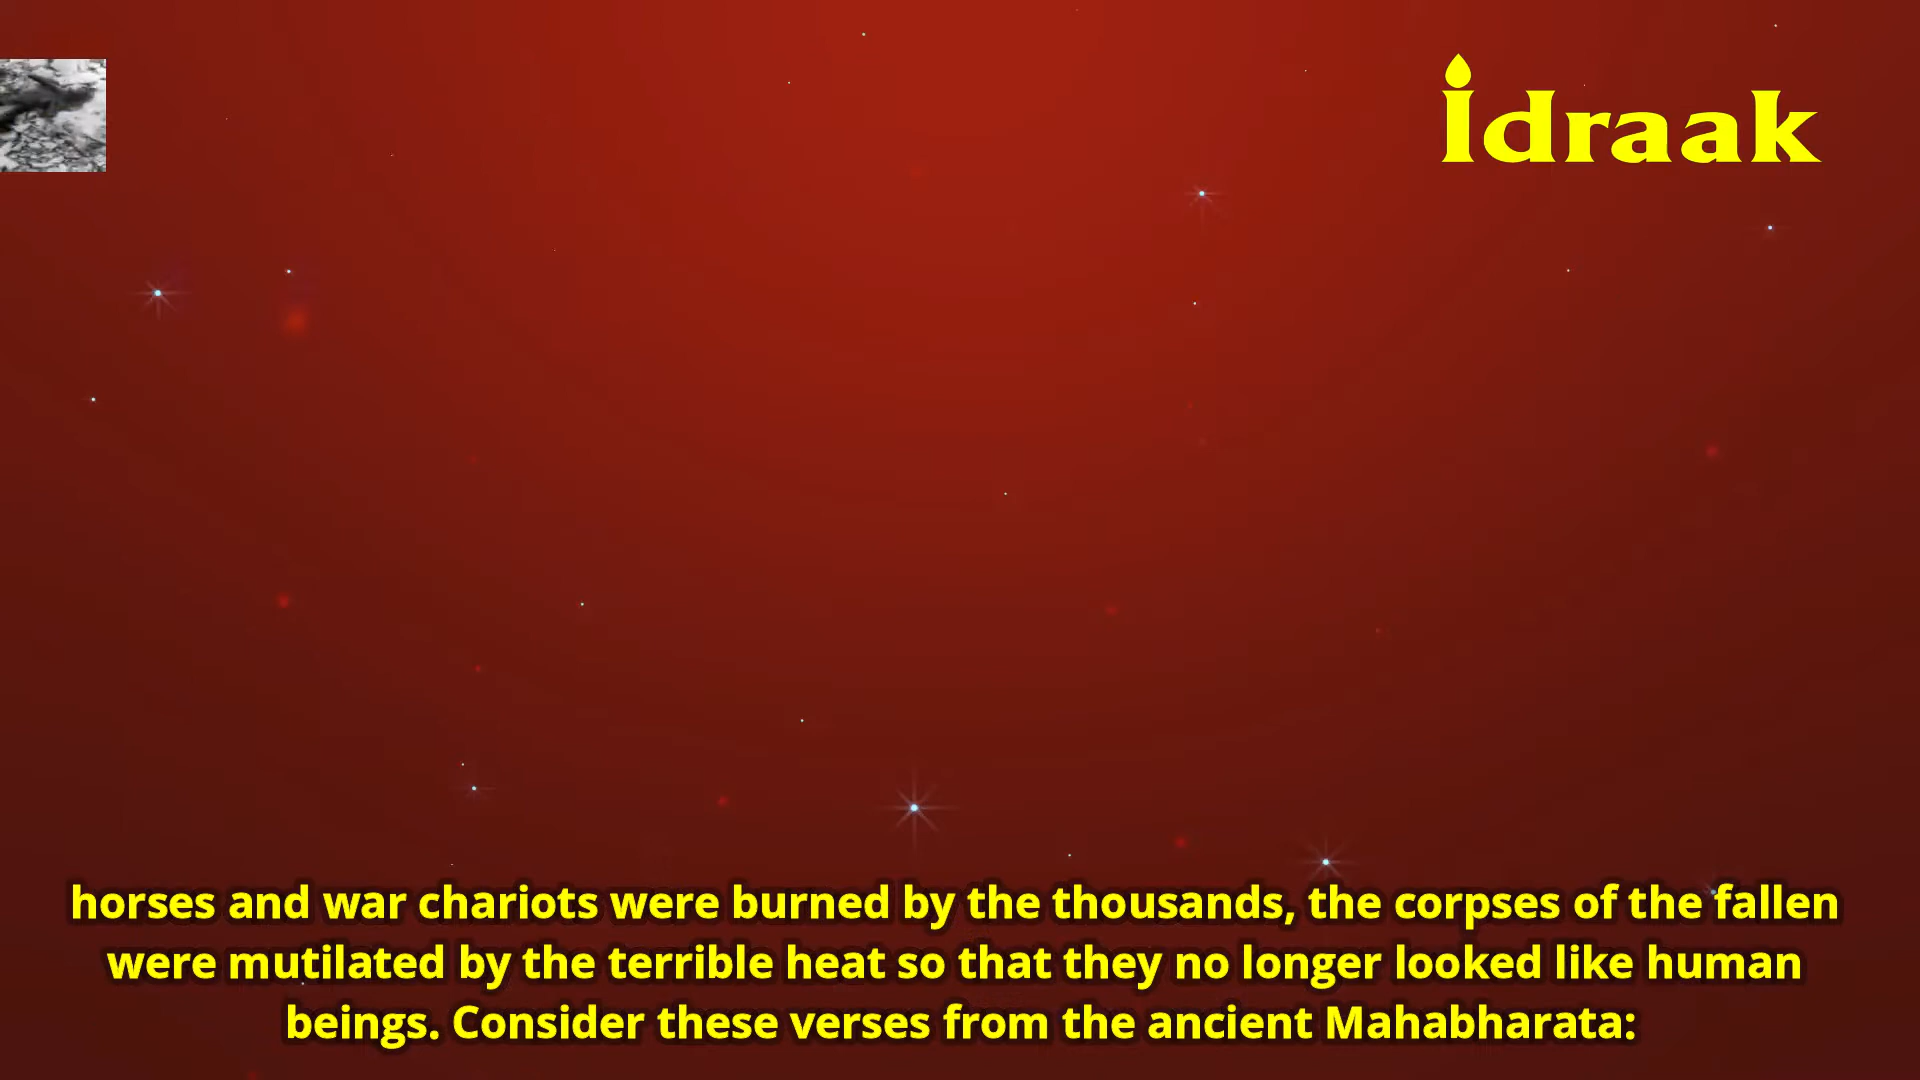 idraak
horses and war chariots were burned by the thousands, the corpses of the fallen
were mutilated by the terrible heat so that they no longer looked like human
beings. Consider these verses from the ancient Mahabharata: